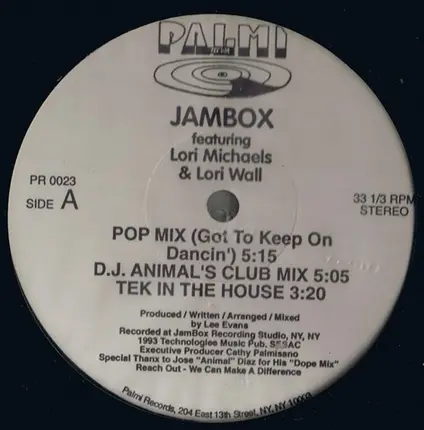 PALMI
JAMBOX
featuring
Lori Michaels
& Lori Wall
PR 0023
SIDE A
33 1/3 RPM
STEREO
POP MIX (Got To Keep On
Dancin') 5:15
D.J. ANIMAL'S CLUB MIX 5:05
TEK IN THE HOUSE 3:20
Produced / Written / Arranged / Mixed
by Lee Evans
Recorded at JamBox Recording Studio, NY, NY
1993 Technologiee Music Pub. SESAC
Executive Producer Cathy Palmisano
Special Thanx to Jose "Animal" Diaz for His "Dope Mix"
Reach Out - We Can Make A Difference
Palmi Records, 204 East 13th Street, NY, NY 10003